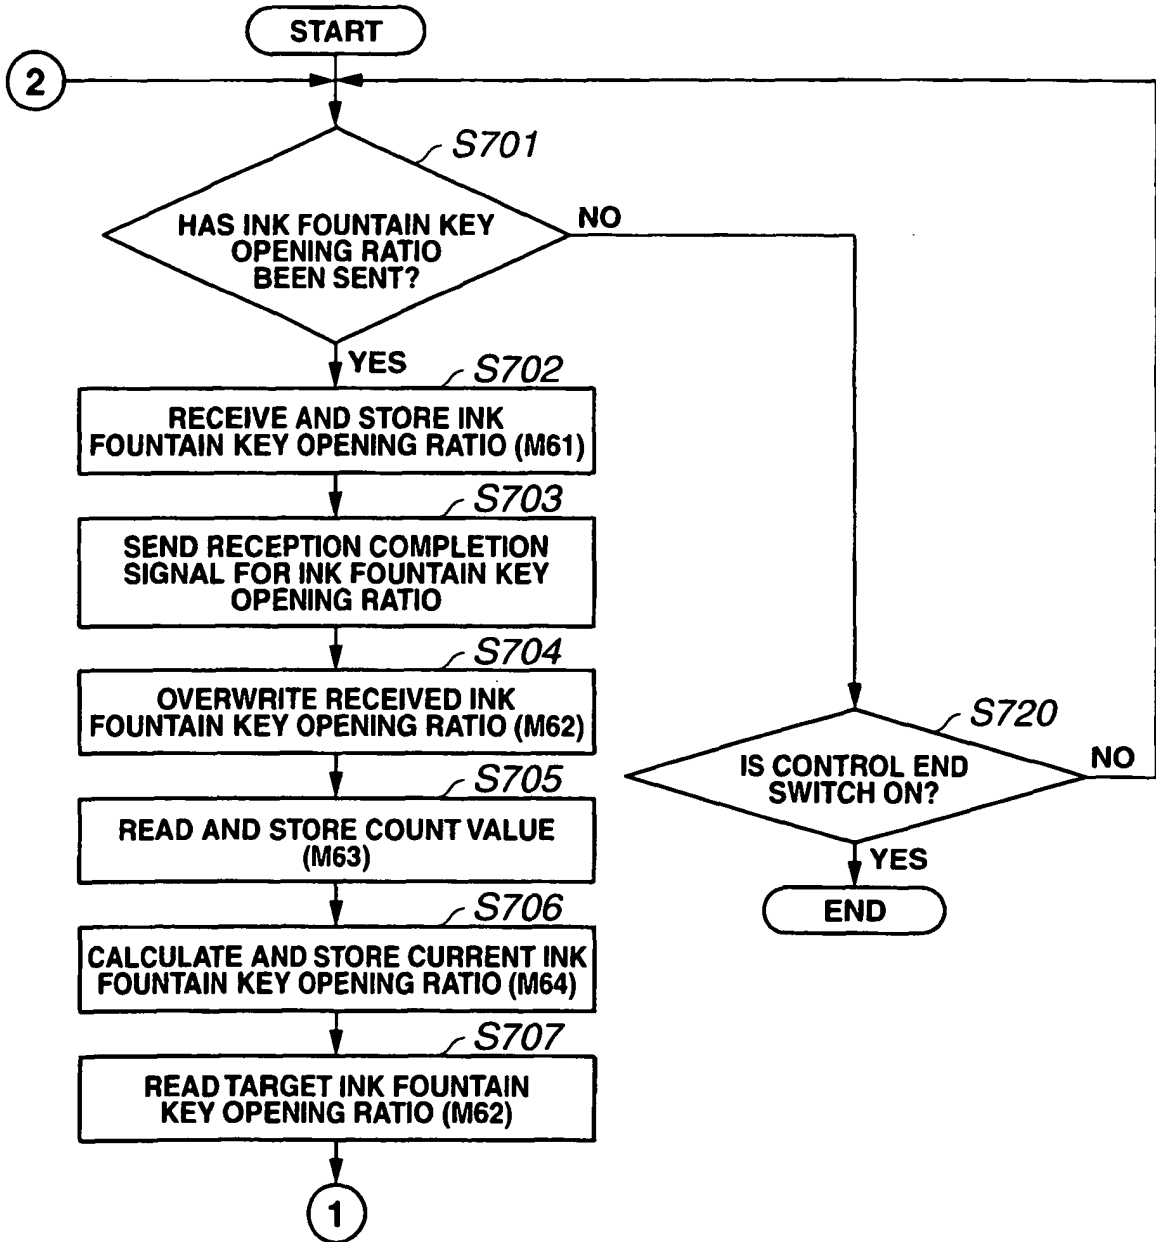 START
2
S701
HAS INK FOUNTAIN KEY
OPENING RATIO
BEEN SENT?
NO
YES
S702
RECEIVE AND STORE INK
FOUNTAIN KEY OPENING RATIO (M61)
S703
SEND RECEPTION COMPLETION
SIGNAL FOR INK FOUNTAIN KEY
OPENING RATIO
S704
OVERWRITE RECEIVED INK
FOUNTAIN KEY OPENING RATIO (M62)
S705
READ AND STORE COUNT VALUE
(M63)
S706
CALCULATE AND STORE CURRENT INK
FOUNTAIN KEY OPENING RATIO (M64)
S707
READ TARGET INK FOUNTAIN
KEY OPENING RATIO (M62)
1
S720
IS CONTROL END
SWITCH ON?
NO
YES
END